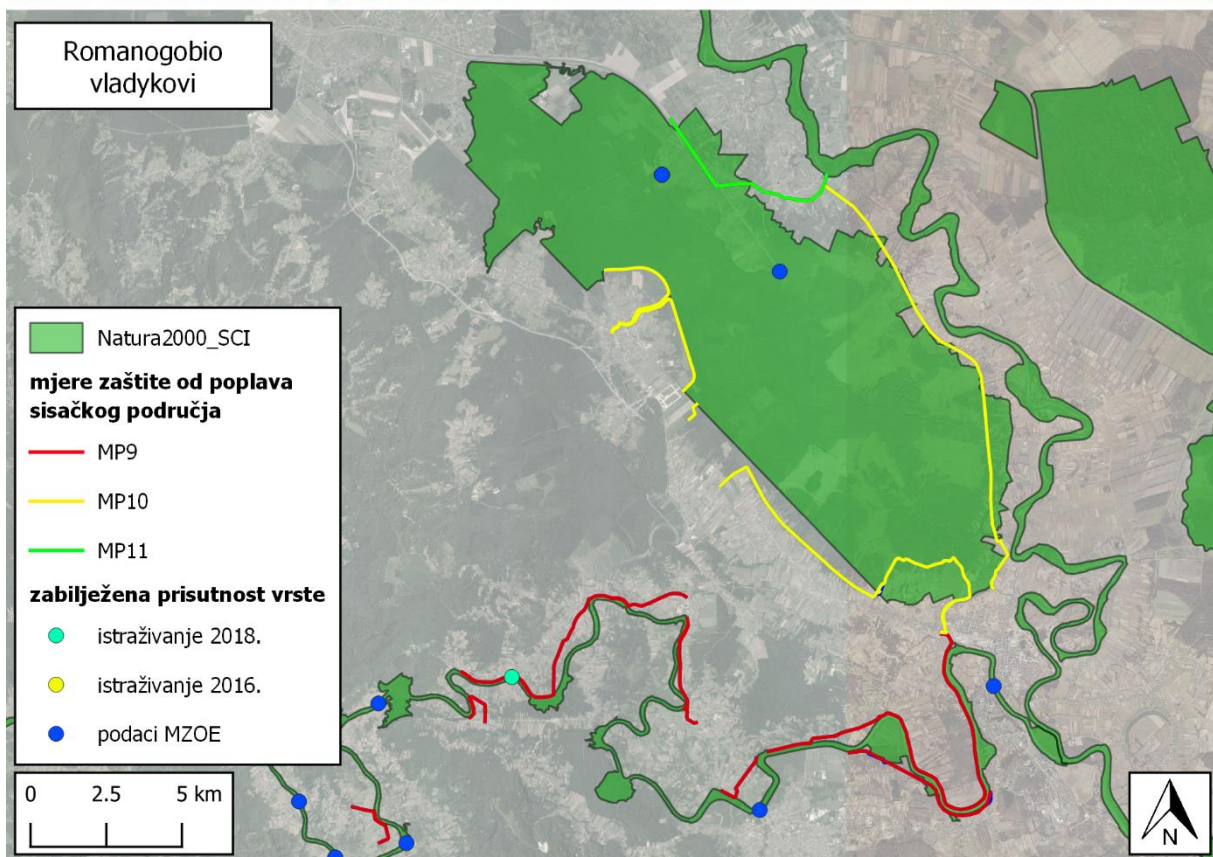 Romanogobio
vladykovi
Natura2000_SCI
mjere zaštite od poplava
sisačkog područja
MP9
MP10
MP11
zabilježena prisutnost vrste
istraživanje 2018.
istraživanje 2016.
podaci MZOE
0 2.5 5 km
N